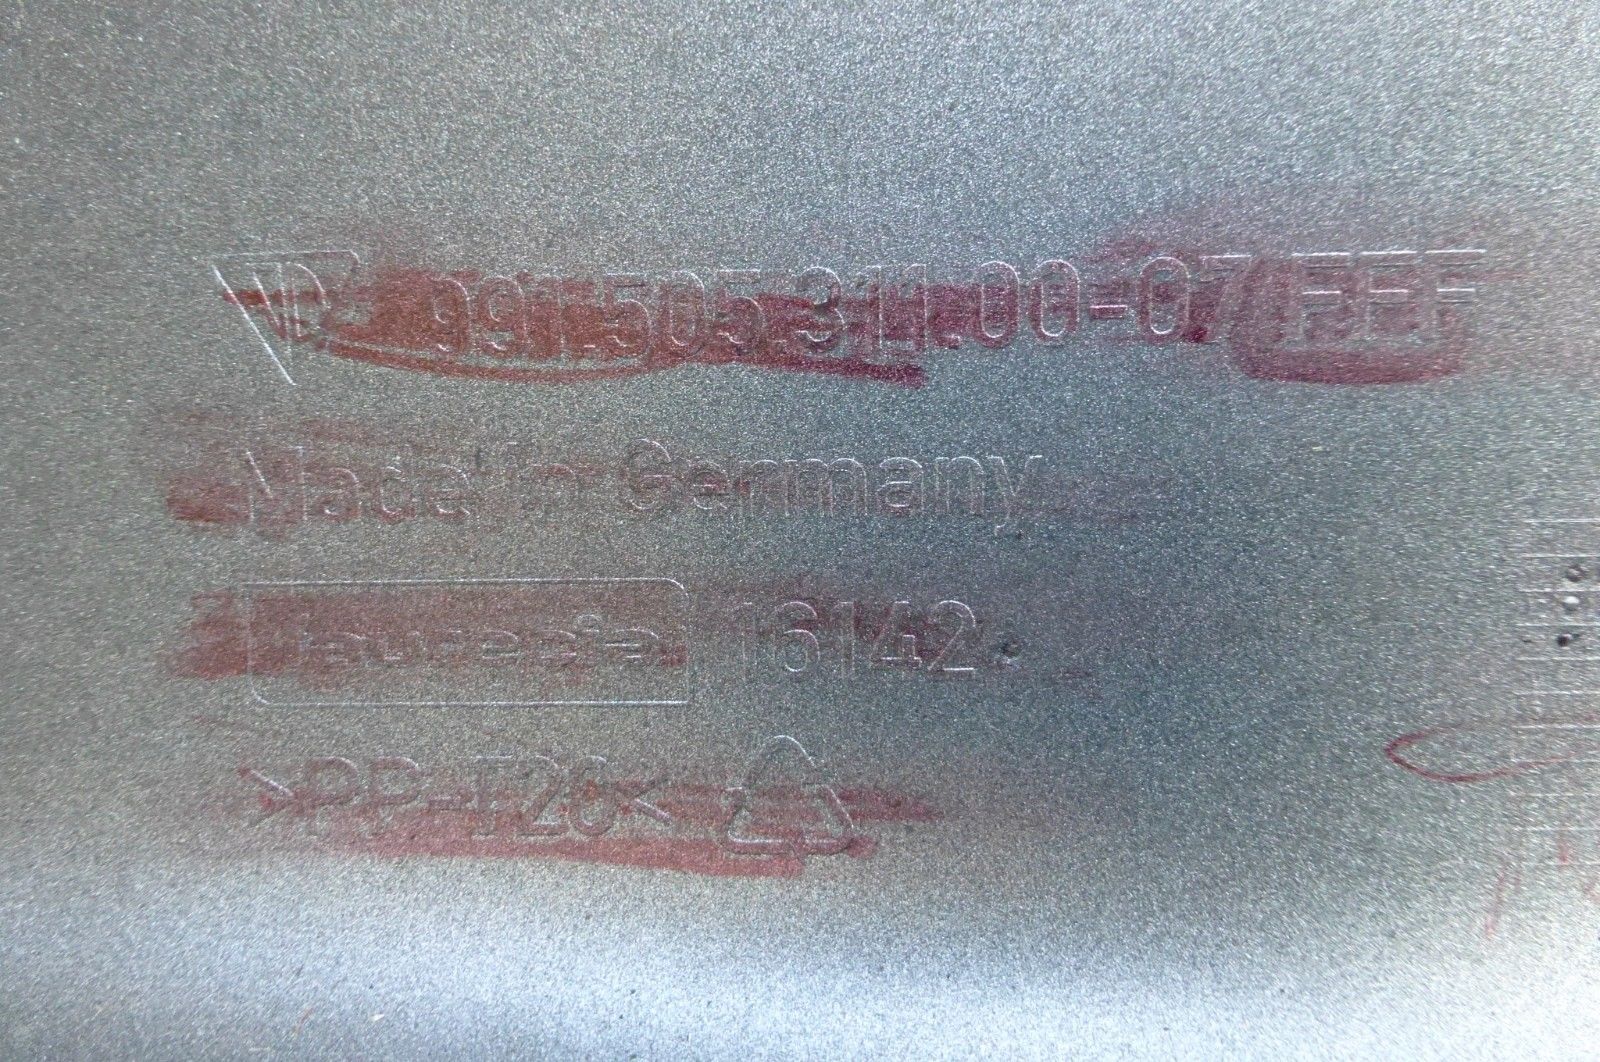 991.505.311.00-07 FFF
Made in Germany
faurecia 16142
>PP-T20<